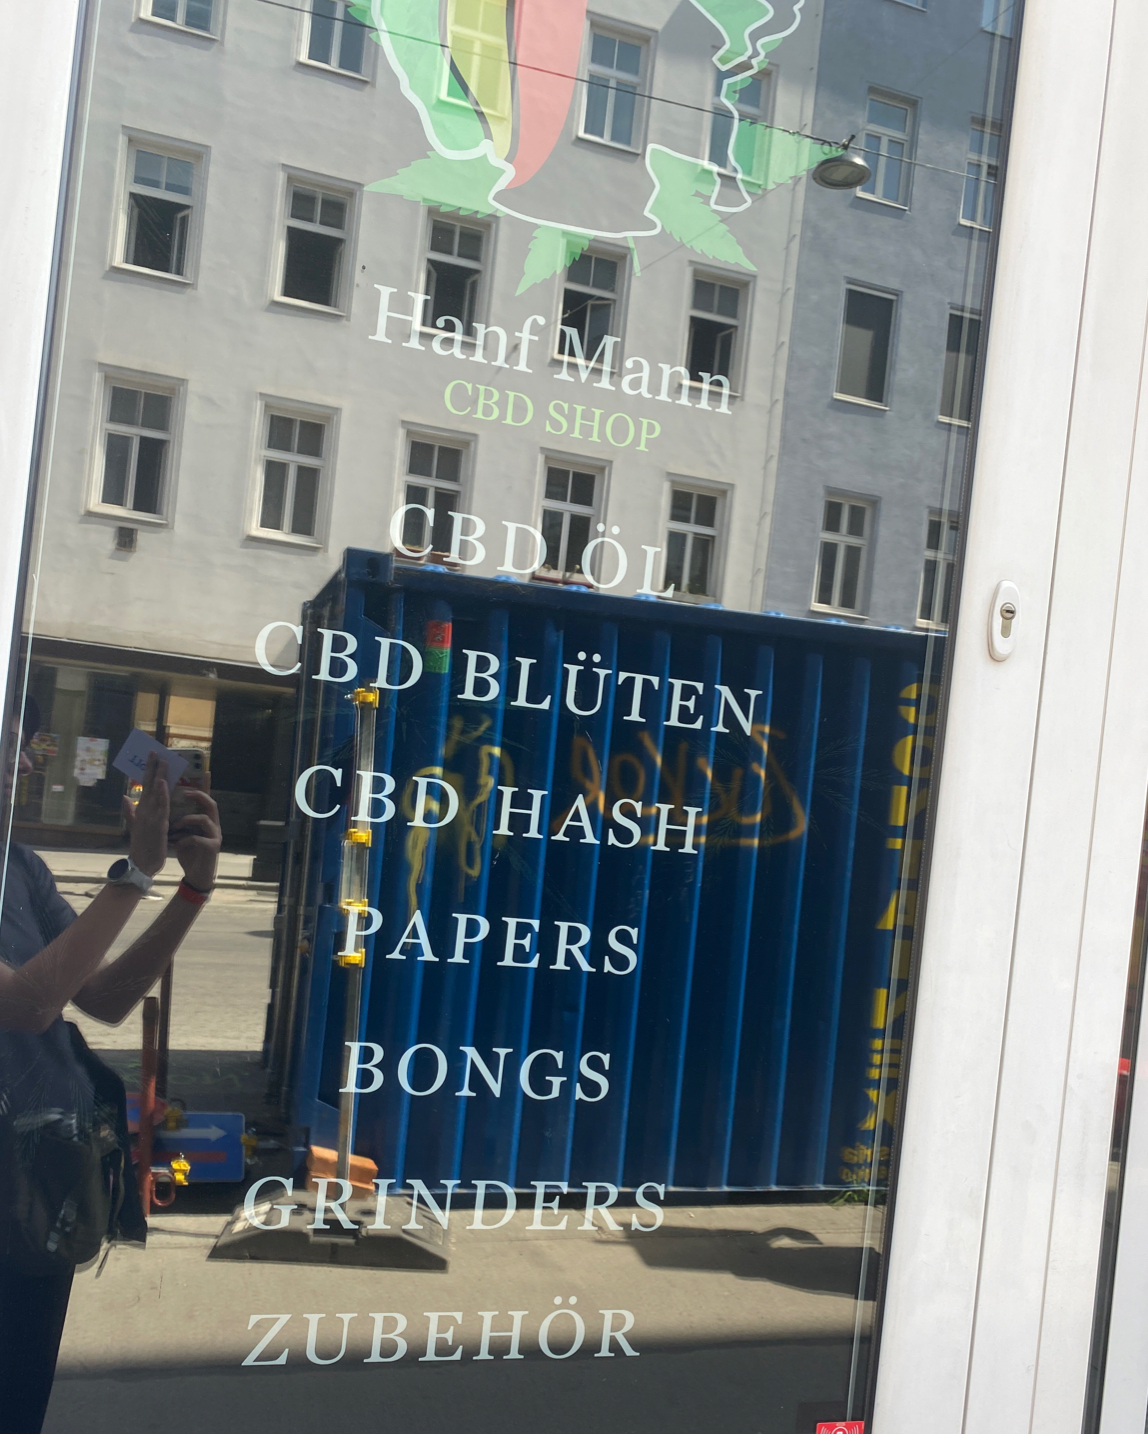 Hanf Mann
CBD SHOP
CBD ÖL
CBD BLÜTEN
CBD HASH
PAPERS
BONGS
GRINDERS
ZUBEHÖR